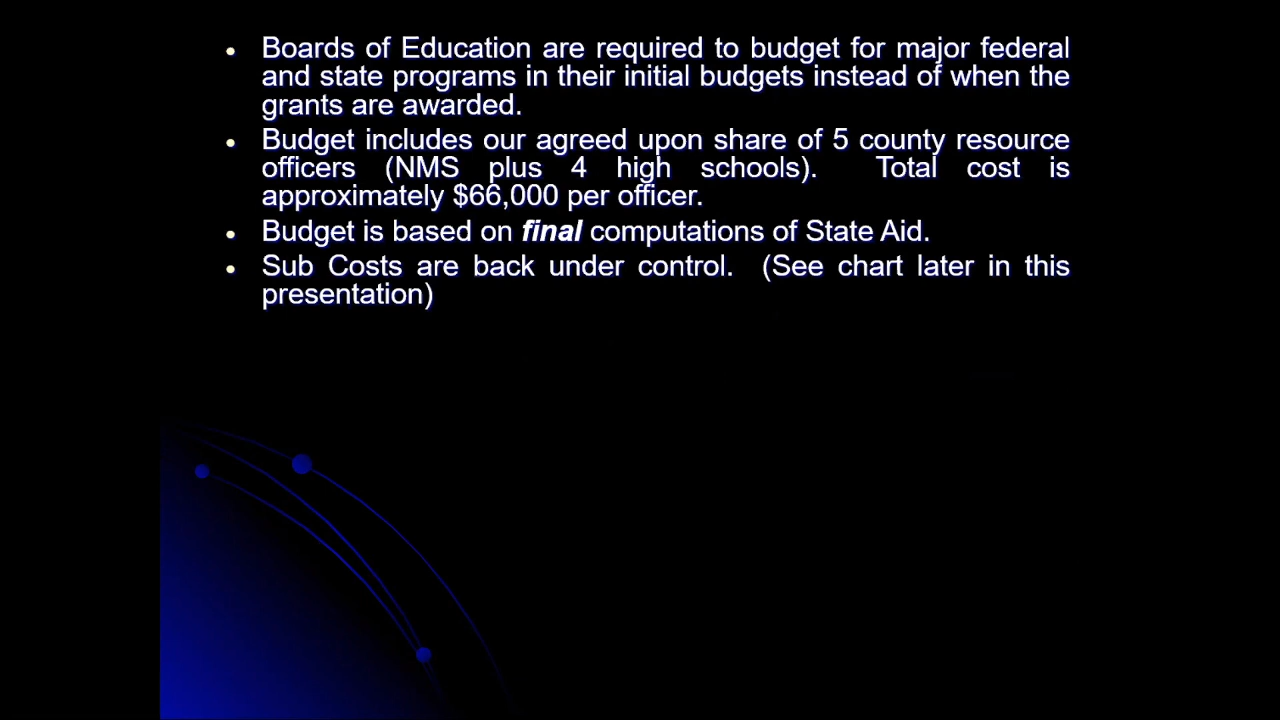 • Boards of Education are required to budget for major federal
and state programs in their initial budgets instead of when the
grants are awarded.
• Budget includes our agreed upon share of 5 county resource
officers (NMS plus 4 high schools). Total cost is
approximately $66,000 per officer.
• Budget is based on final computations of State Aid.
• Sub Costs are back under control. (See chart later in this
presentation)